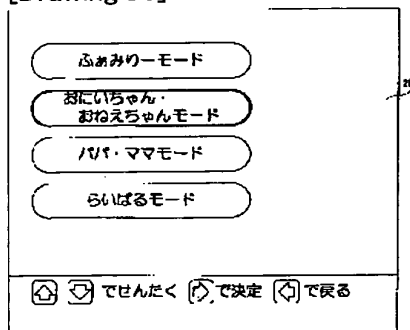 ふぁみりーモード
おにいちゃん・
おねえちゃんモード
パパ・ママモード
らいばるモード
でせんたく で決定 で戻る